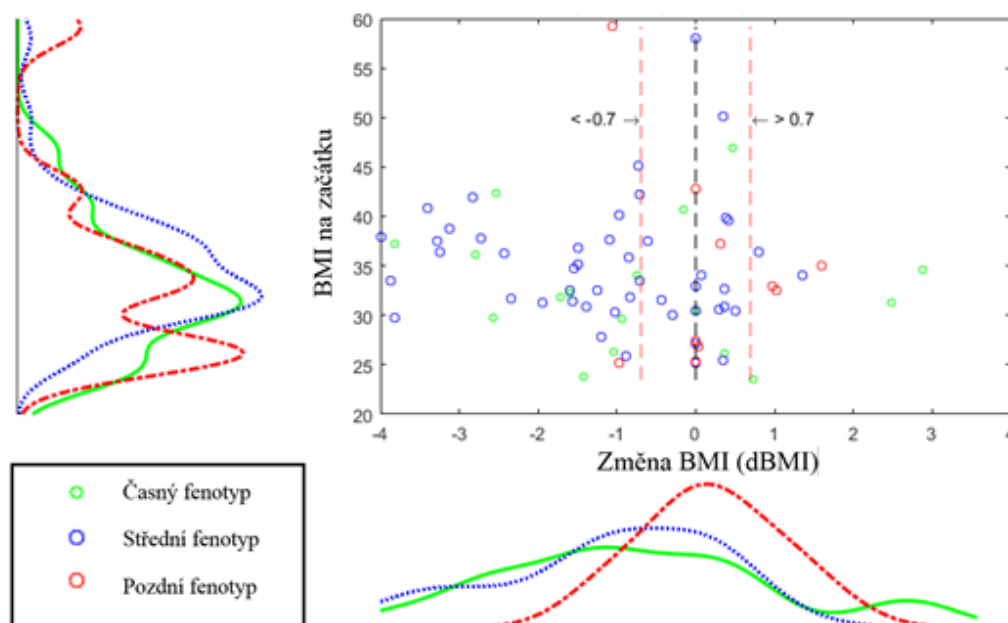 60
55
50
45
40
35
30
25
20
BMI na začátku
< -0.7 → ← > 0.7
-4 -3 -2 -1 0 1 2 3 4
Změna BMI (dBMI)
Časný fenotyp
Střední fenotyp
Pozdní fenotyp